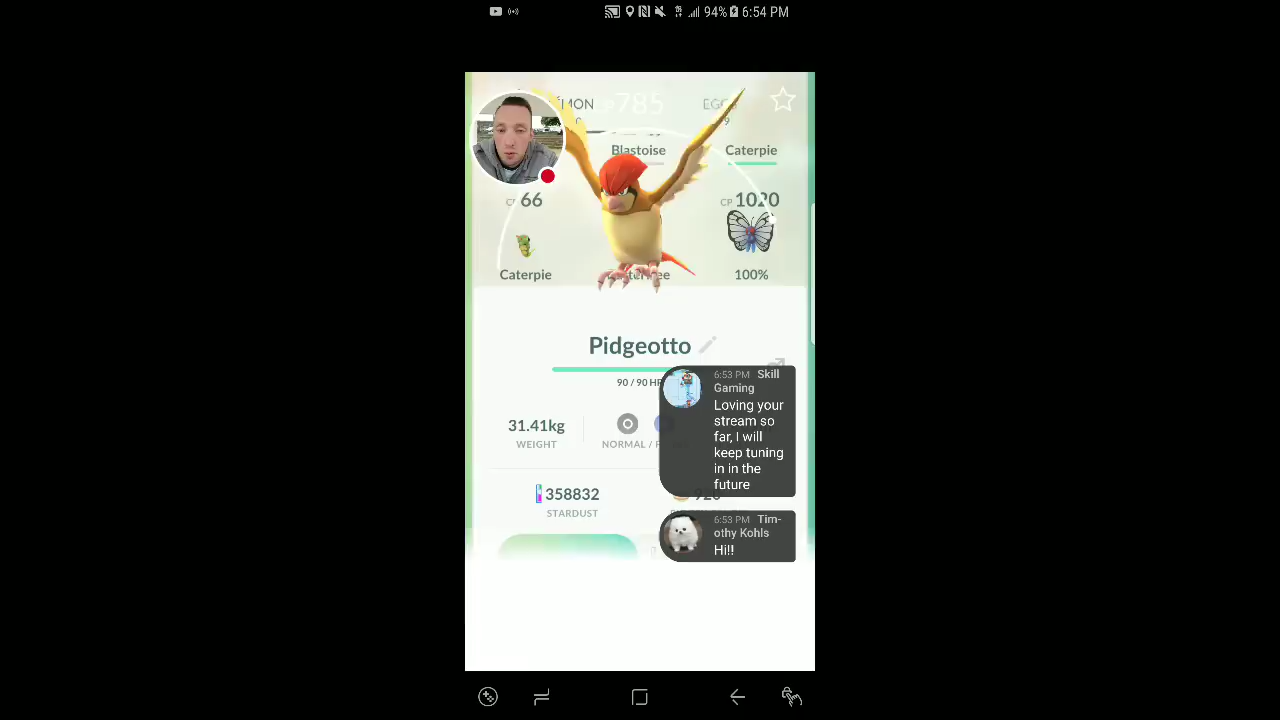 94% 6:54 PM
785
Blastoise
Caterpie
CP 66
CP 1020
Caterpie
100%
Pidgeotto
90 / 90 HP
31.41kg
WEIGHT
NORMAL /
358832
STARDUST
6:53 PM Skill
Gaming
Loving your
stream so
far, I will
keep tuning
in in the
future
6:53 PM Tim-
othy Kohls
Hi!!